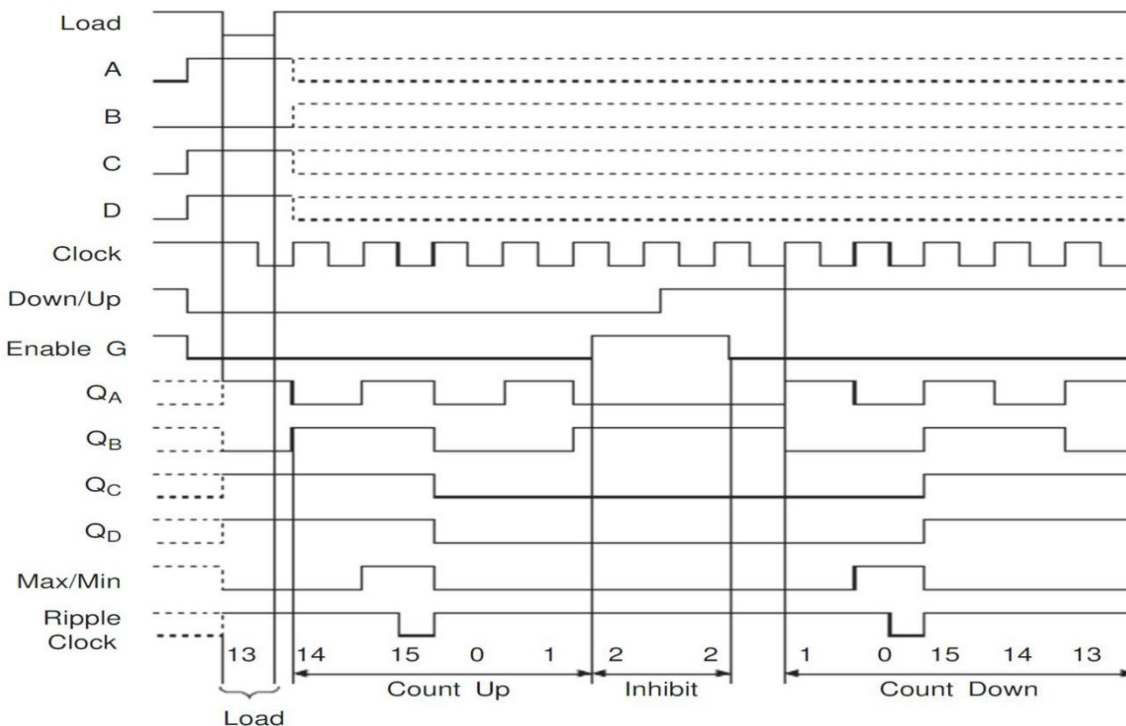 Load
A
B
C
D
Clock
Down/Up
Enable G
QA
QB
QC
QD
Max/Min
Ripple
Clock
13 14 15 0 1 2 2 1 0 15 14 13
Count Up Inhibit Count Down
Load